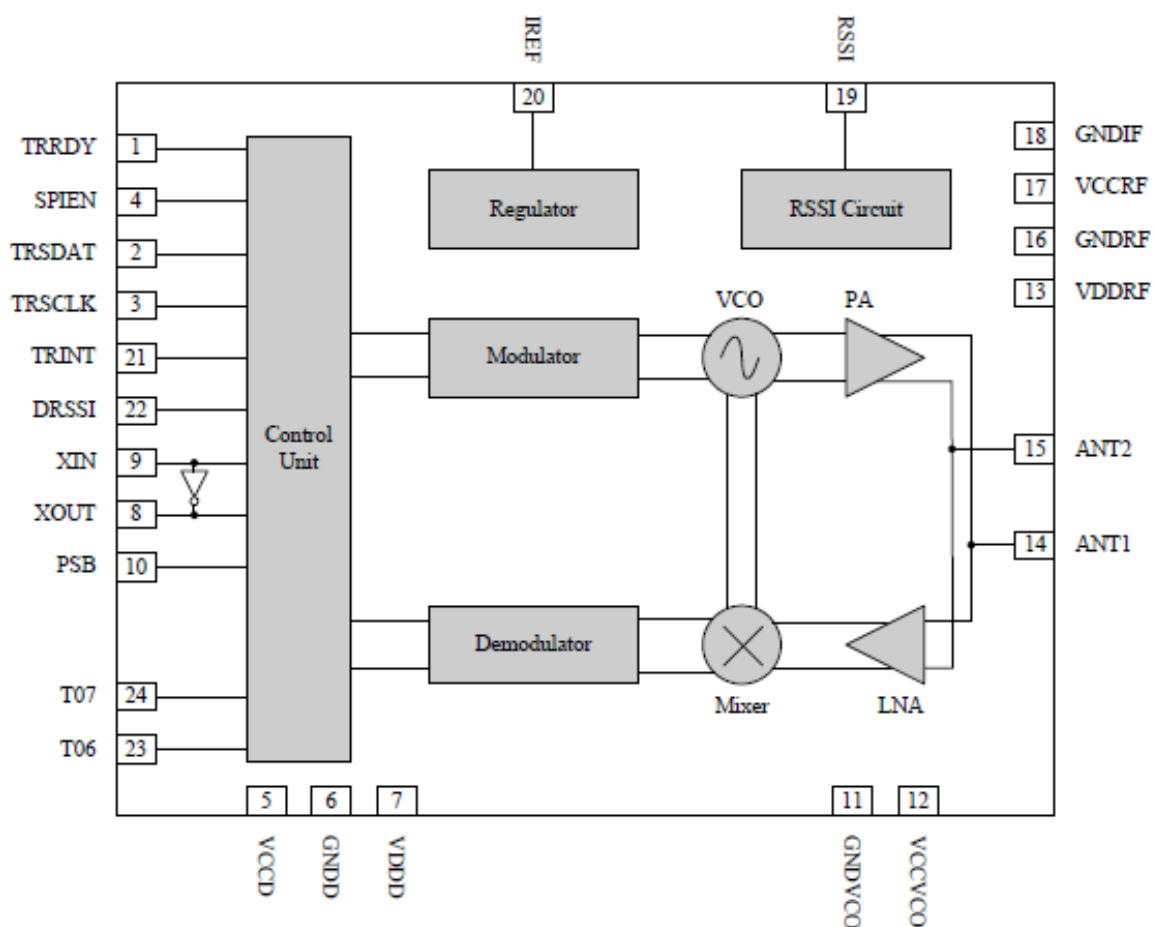 IREF
RSSI
20
19
TRRDY 1
18 GNDIF
SPIEN 4
17 VCCRF
Regulator
RSSI Circuit
TRSDAT 2
16 GNDRF
TRSCLK 3
13 VDDRF
VCO
PA
TRINT 21
Modulator
DRSSI 22
Control
Unit
15 ANT2
XIN 9
XOUT 8
14 ANT1
PSB 10
Demodulator
T07 24
Mixer
LNA
T06 23
5
6
7
11
12
VCCD
GNDD
VDDD
GNDVCO
VCCVCO